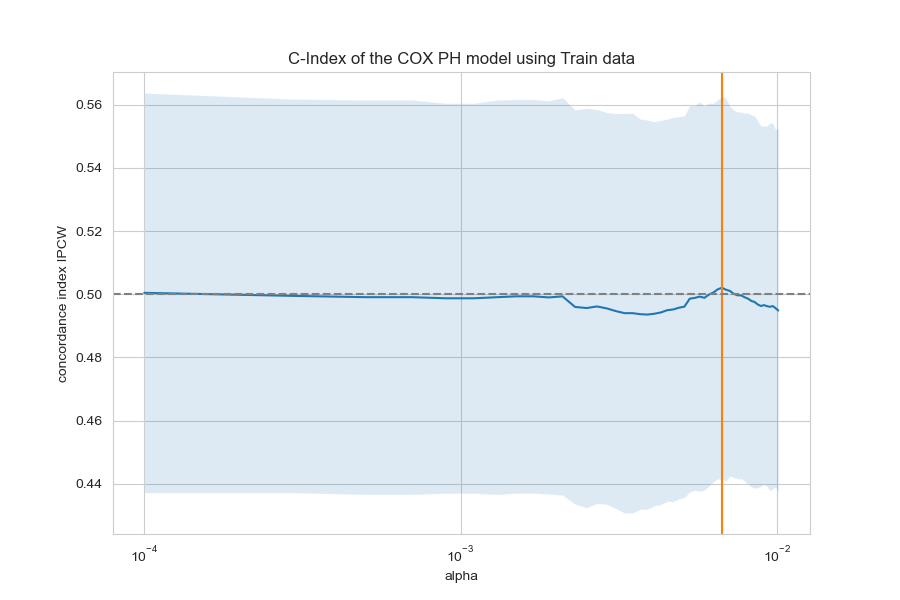 C-Index of the COX PH model using Train data
concordance index IPCW
0.56
0.54
0.52
0.50
0.48
0.46
0.44
10⁻⁴ 10⁻³ 10⁻²
alpha